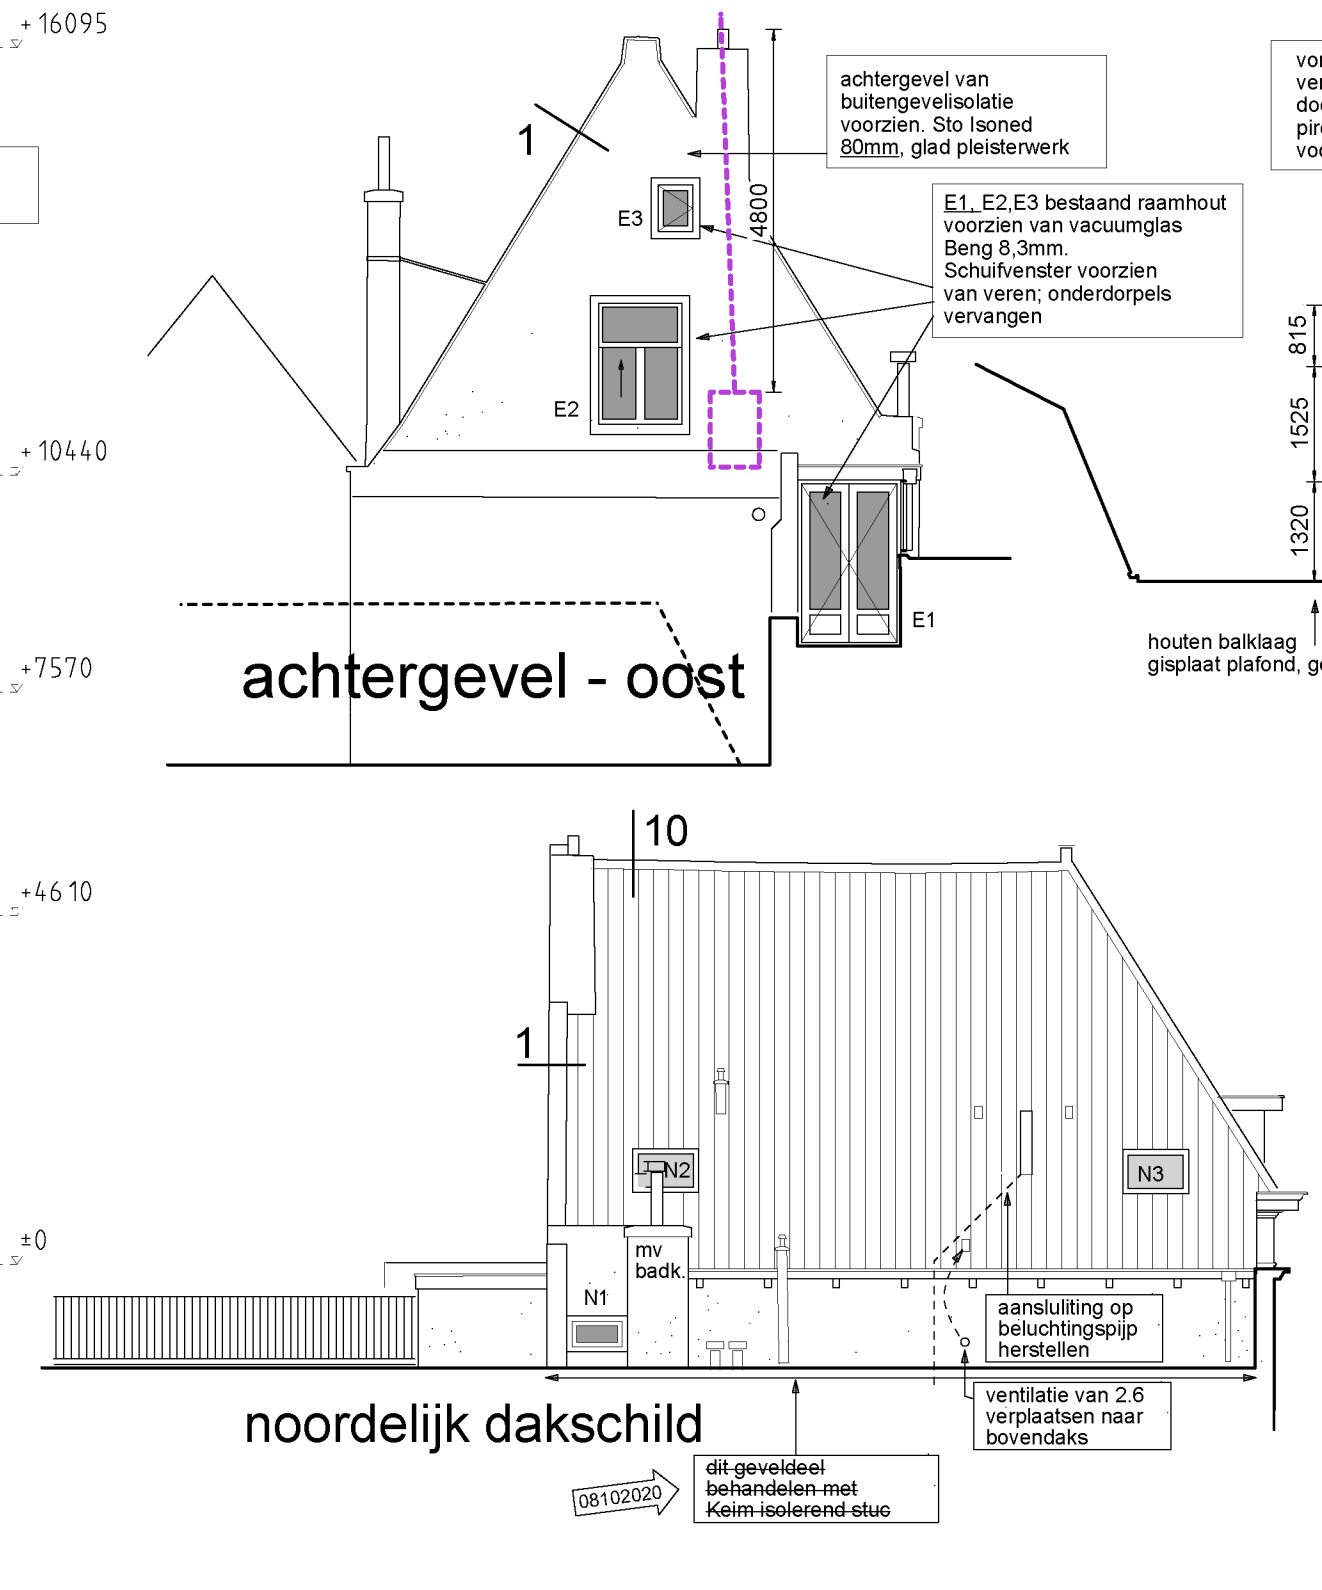 +16095
achtergevel van
buitengevelisolatie
voorzien. Sto Isoned
80mm, glad pleisterwerk
1
4800
E3
E1, E2,E3 bestaand raamhout
voorzien van vacuumglas
Beng 8,3mm.
Schuifvenster voorzien
van veren; onderdorpels
vervangen
815
1525
1320
E2
+10440
E1
houten balklaag
gisplaat plafond, ge
+7570
achtergevel - oost
10
+4610
1
N2
N3
±0
mv
badk.
N1
aansluliting op
beluchtingspijp
herstellen
ventilatie van 2.6
verplaatsen naar
bovendaks
noordelijk dakschild
dit geveldeel
behandelen met
Keim isolerend stuc
08102020